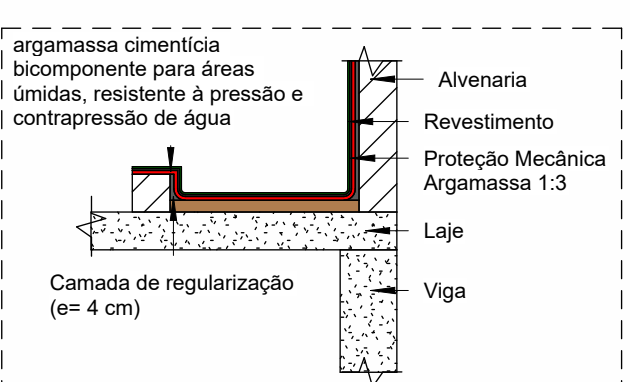 argamassa cimentícia
bicomponente para áreas
úmidas, resistente à pressão e
contrapressão de água
Alvenaria
Revestimento
Proteção Mecânica
Argamassa 1:3
Laje
Camada de regularização
(e= 4 cm)
Viga